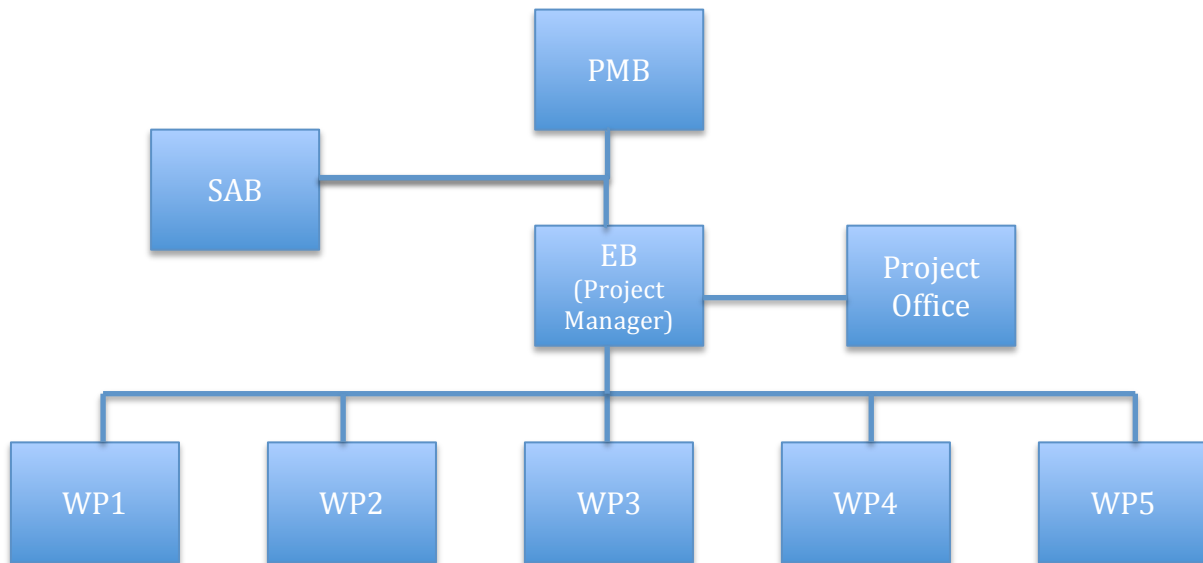 PMB
SAB
EB
(Project
Manager)
Project
Office
WP1
WP2
WP3
WP4
WP5